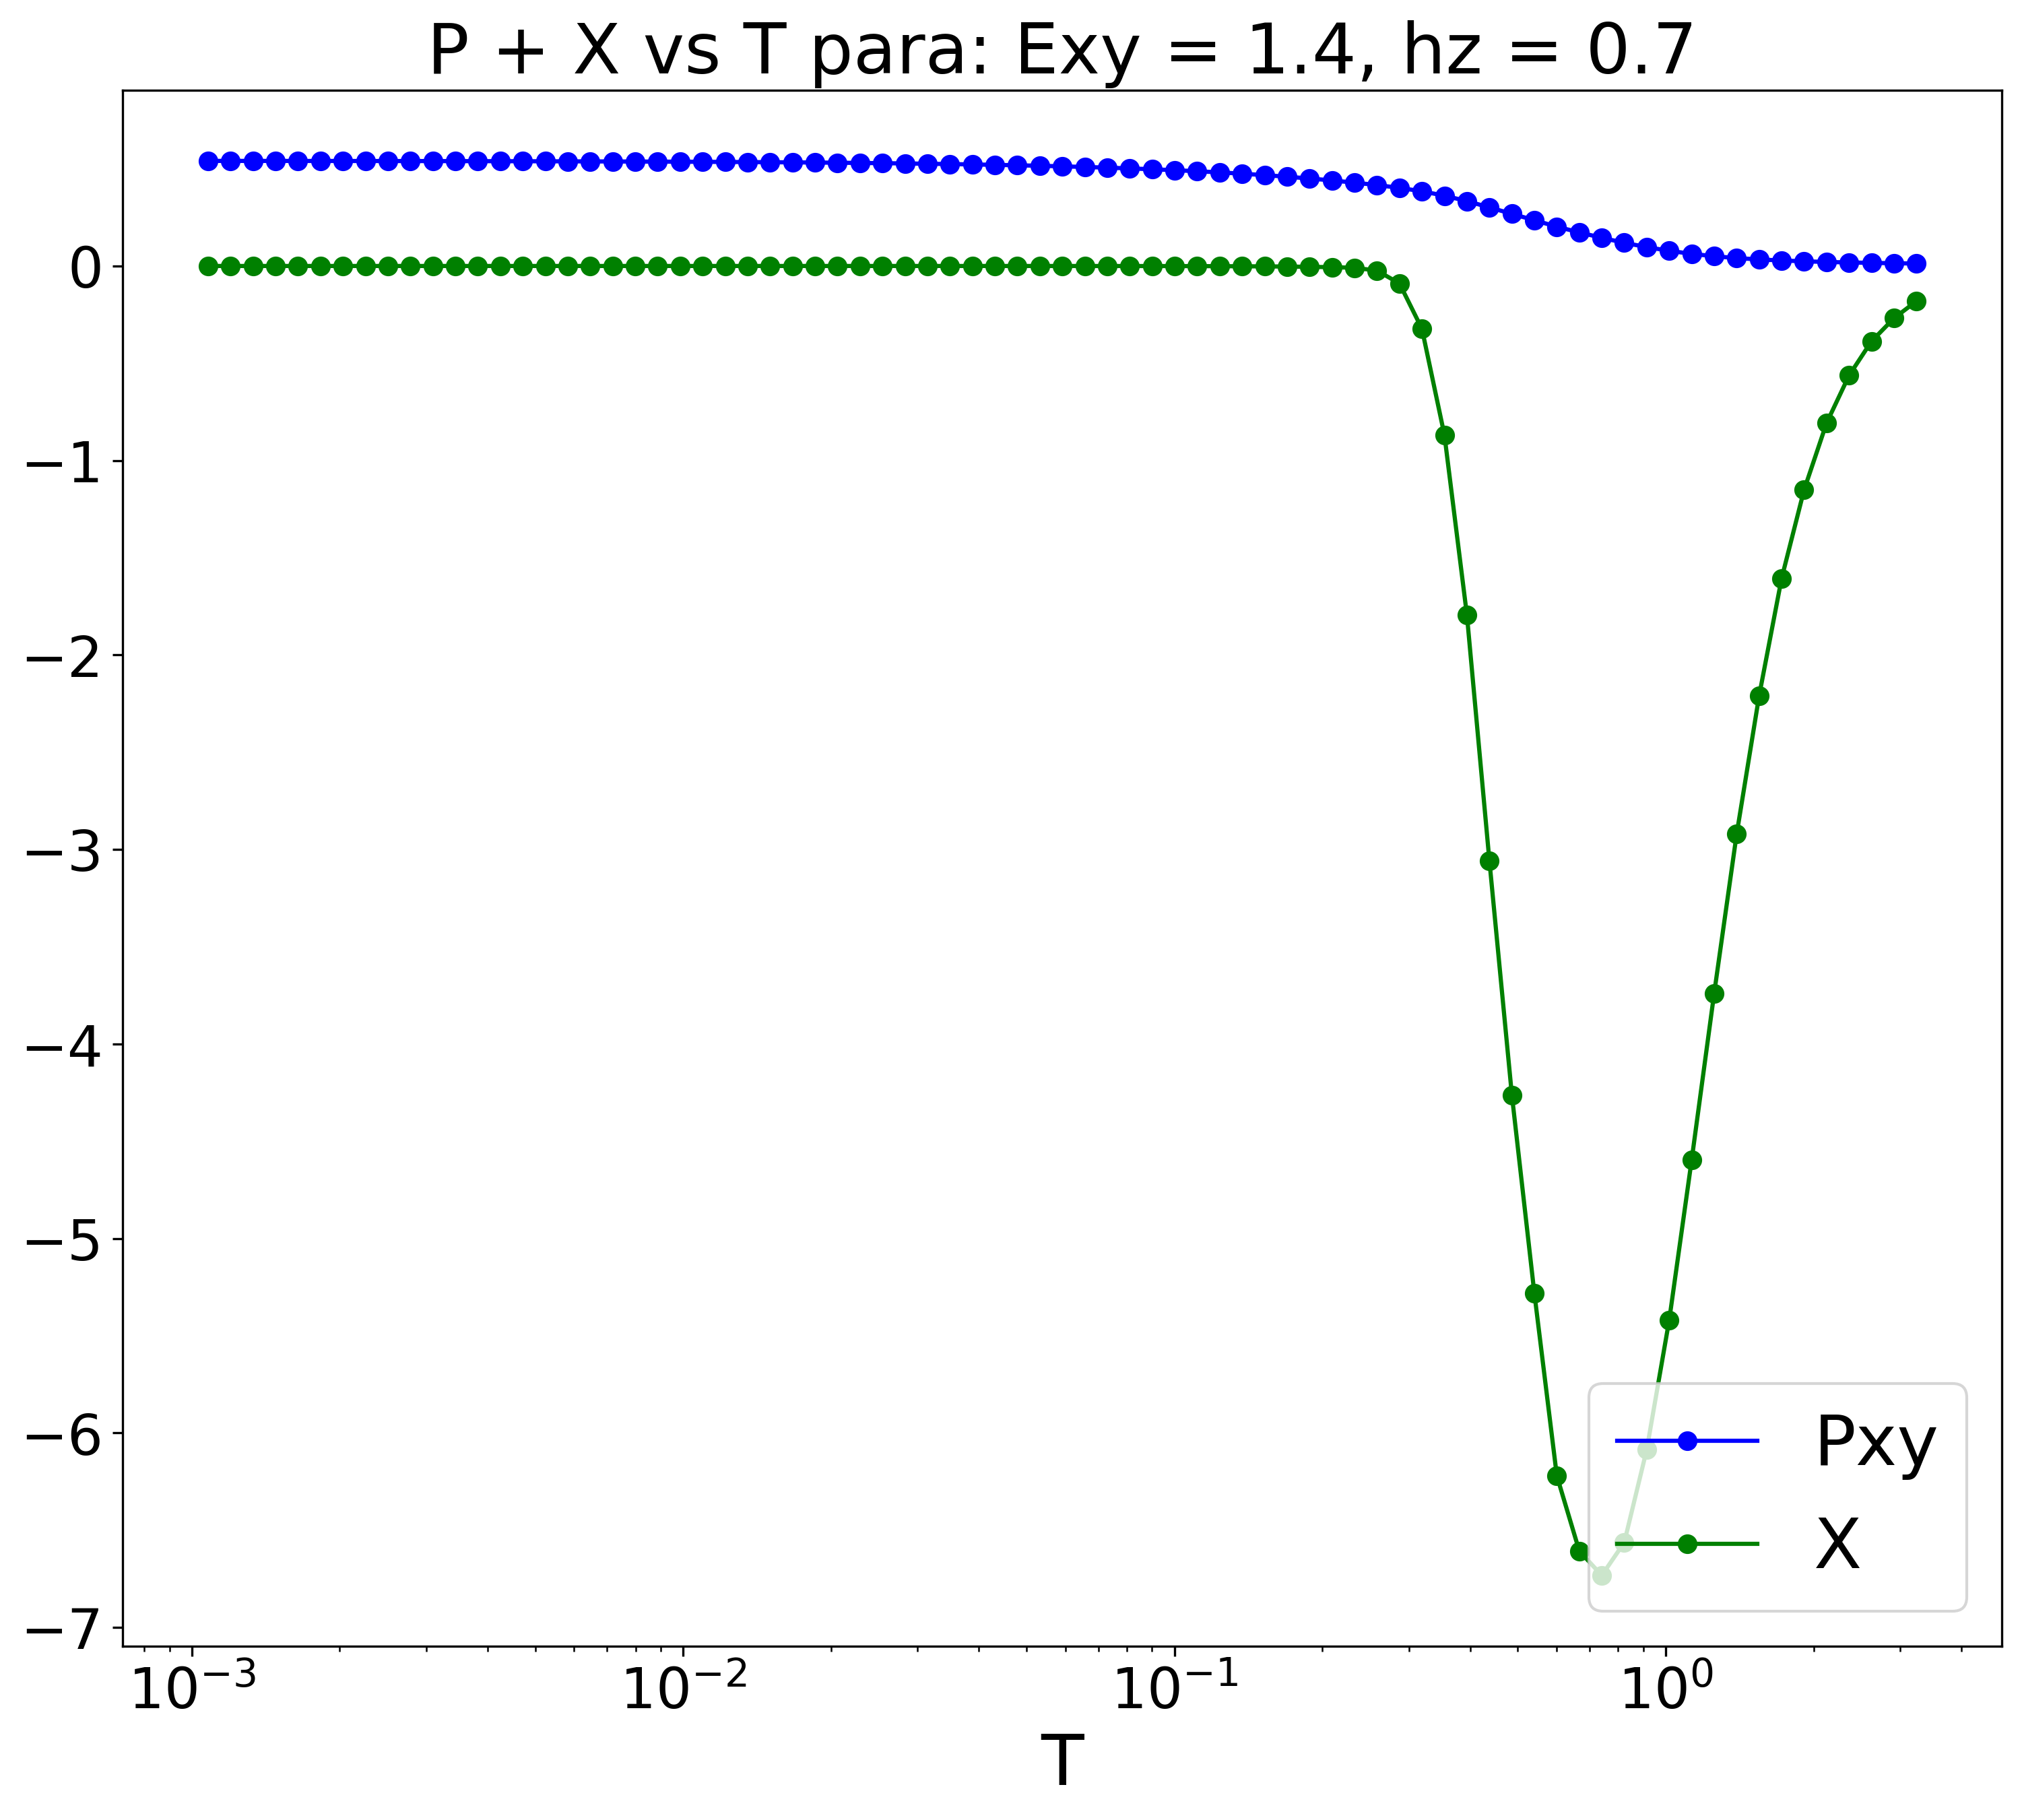 P + X vs T para: Exy = 1.4, hz = 0.7
0
−1
−2
−3
−4
−5
−6
−7
Pxy
X
10⁻³ 10⁻² 10⁻¹ 10⁰
T